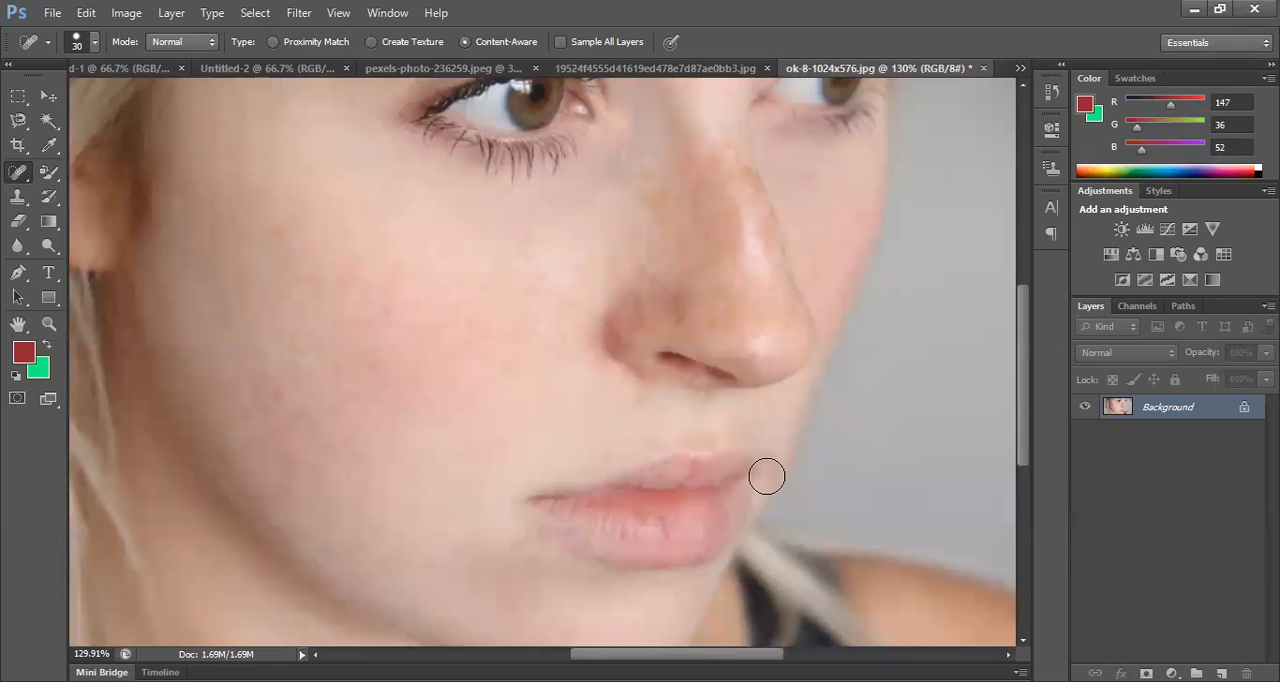 Ps File Edit Image Layer Type Select Filter View Window Help
30 Mode: Normal Type: Proximity Match Create Texture Content-Aware Sample All Layers Essentials
d-1 @ 66.7% (RGB/... × Untitled-2 @ 66.7% (RGB/... × pexels-photo-236259.jpeg @ 3... × 19524f4555d41619ed478e7d87ae0bb3.jpg × ok-8-1024x576.jpg @ 130% (RGB/8#) * ×
Color Swatches
R 147
G 36
B 52
Adjustments Styles
Add an adjustment
Layers Channels Paths
Kind
Normal Opacity: 100%
Lock: Fill: 100%
Background
129.91% Doc: 1.69M/1.69M
Mini Bridge Timeline